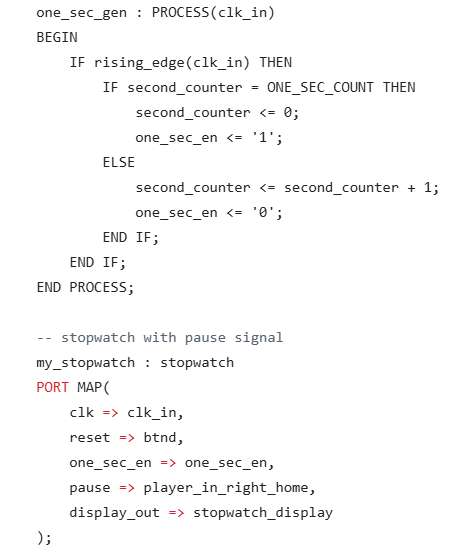 one_sec_gen : PROCESS(clk_in)
BEGIN
    IF rising_edge(clk_in) THEN
        IF second_counter = ONE_SEC_COUNT THEN
            second_counter <= 0;
            one_sec_en <= '1';
        ELSE
            second_counter <= second_counter + 1;
            one_sec_en <= '0';
        END IF;
    END IF;
END PROCESS;

-- stopwatch with pause signal
my_stopwatch : stopwatch
PORT MAP(
    clk => clk_in,
    reset => btnd,
    one_sec_en => one_sec_en,
    pause => player_in_right_home,
    display_out => stopwatch_display
);